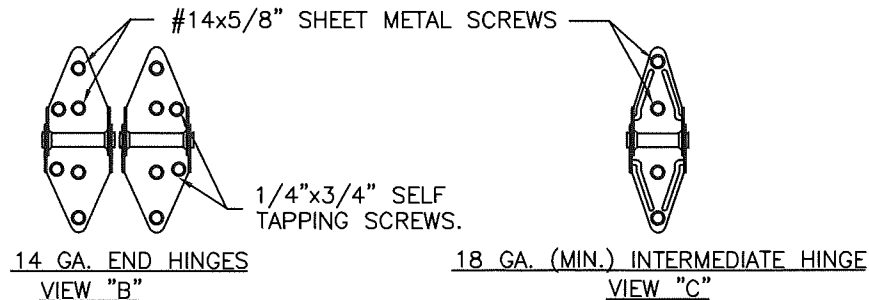 #14x5/8" SHEET METAL SCREWS
1/4"x3/4" SELF
TAPPING SCREWS.
14 GA. END HINGES
VIEW "B"
18 GA. (MIN.) INTERMEDIATE HINGE
VIEW "C"